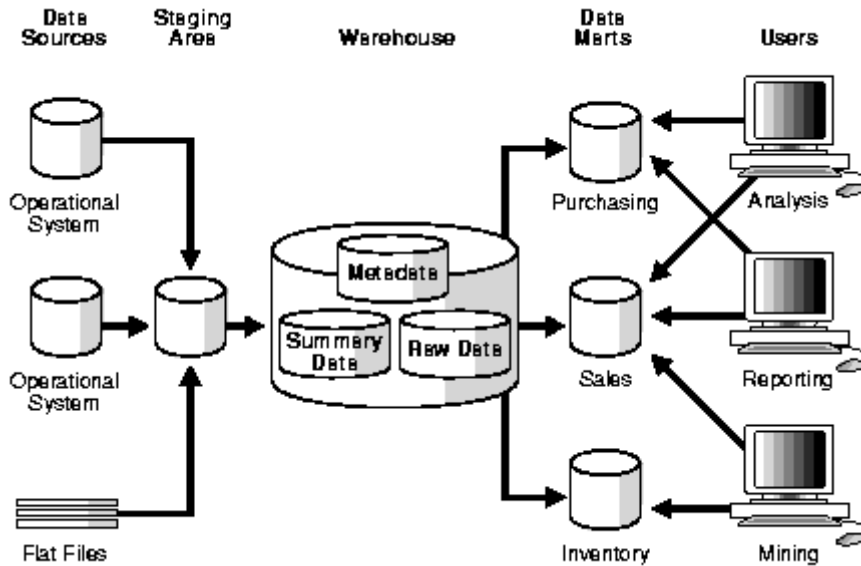 Data Sources
Staging Area
Warehouse
Data Marts
Users
Operational System
Purchasing
Analysis
Metadata
Operational System
Summary Data
Raw Data
Sales
Reporting
Flat Files
Inventory
Mining